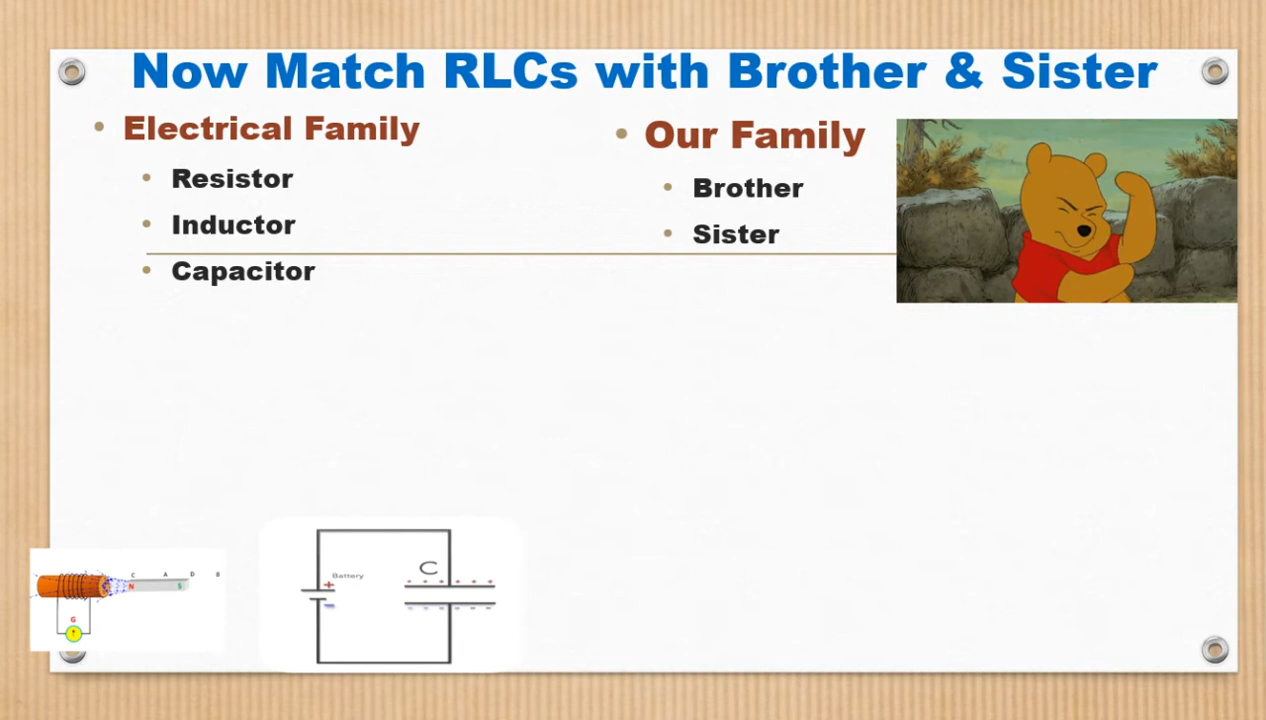 Now Match RLCs with Brother & Sister
• Electrical Family
• Resistor
• Inductor
• Capacitor
• Our Family
• Brother
• Sister
C A D B
N S
G
Battery
+
−
C
+ + + + + +
- - - - - -